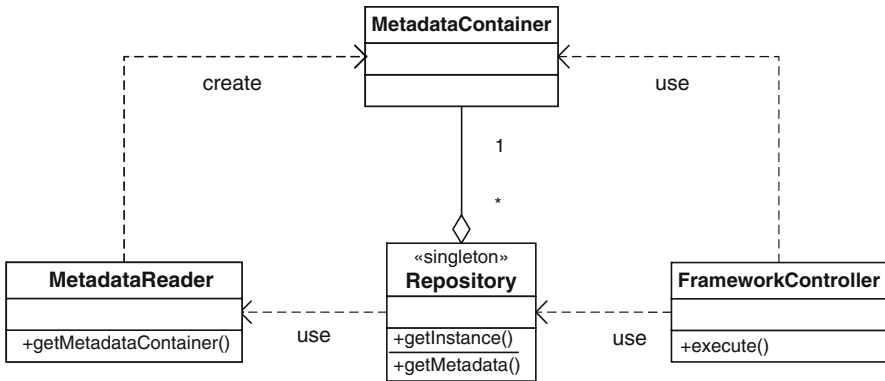 MetadataContainer
create
use
1
*
«singleton»
MetadataReader
Repository
FrameworkController
+getMetadataContainer()
use
+getInstance()
+getMetadata()
use
+execute()